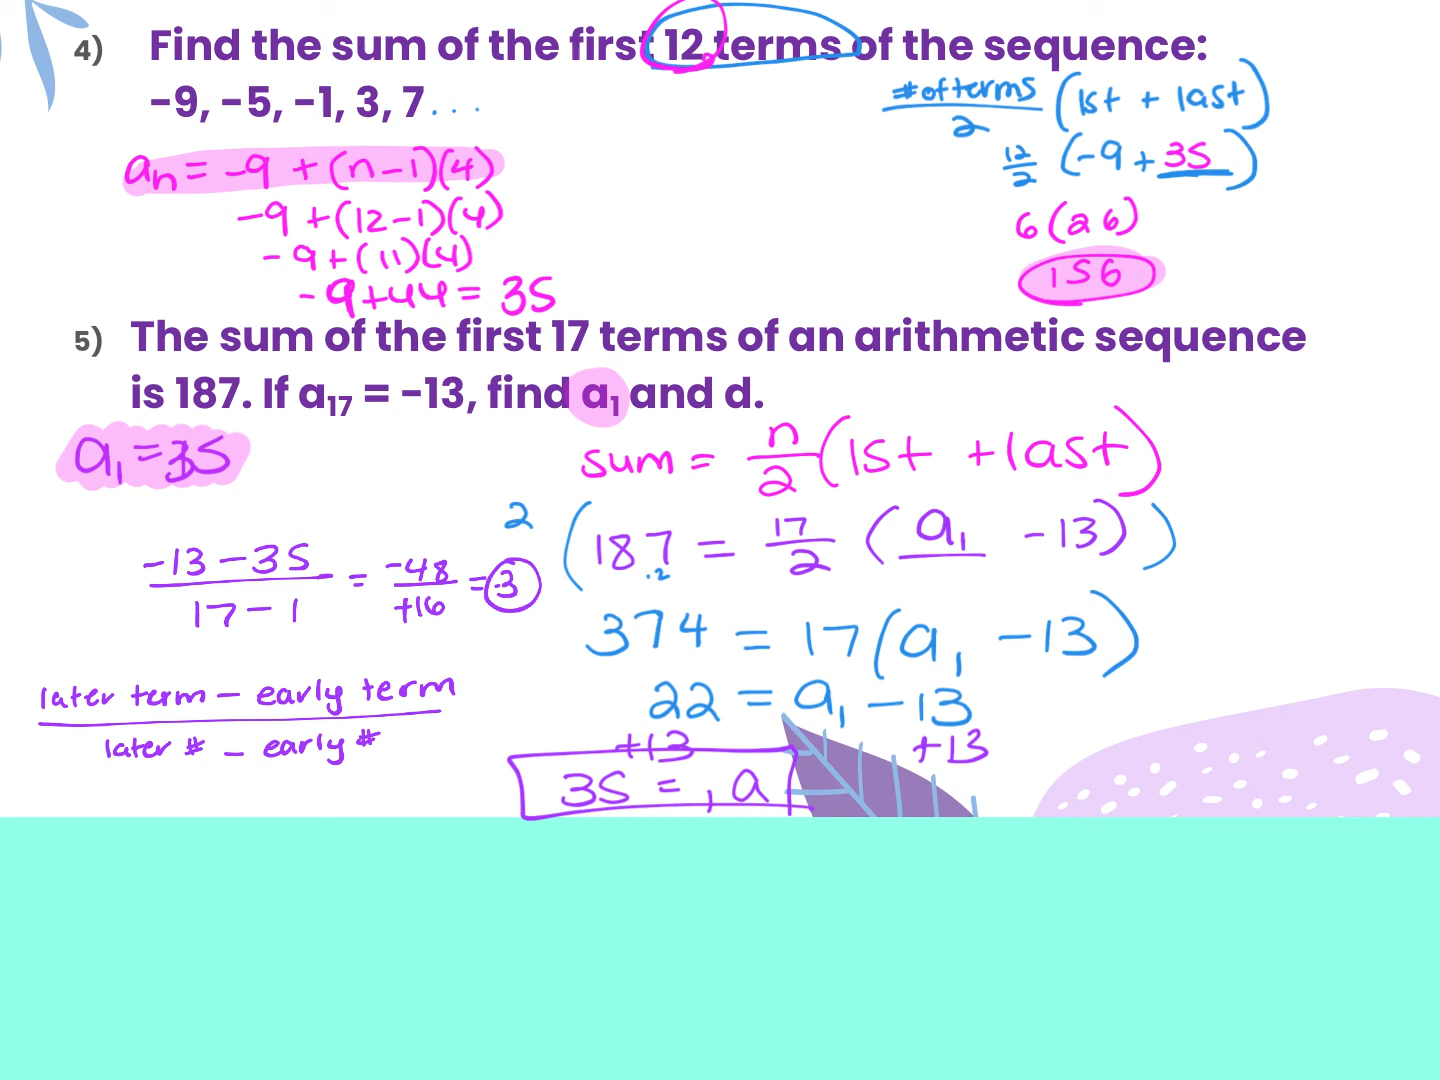 4) Find the sum of the first 12 terms of the sequence:
-9, -5, -1, 3, 7 . . .
# of terms / 2 (1st + last)
12/2 (-9 + 35)
6(26)
156
an = -9 + (n-1)(4)
-9 + (12-1)(4)
-9 + (11)(4)
-9 + 44 = 35
5) The sum of the first 17 terms of an arithmetic sequence
is 187. If a17 = -13, find a1 and d.
a1 = 35
sum = n/2 (1st + last)
2 (187 = 17/2 (a1 -13))
·2
374 = 17(a1 -13)
22 = a1 -13
+13 +13
35 = 1a
-13 - 35 / 17 - 1 = -48 / +16 = -3
later term - early term
later # - early #